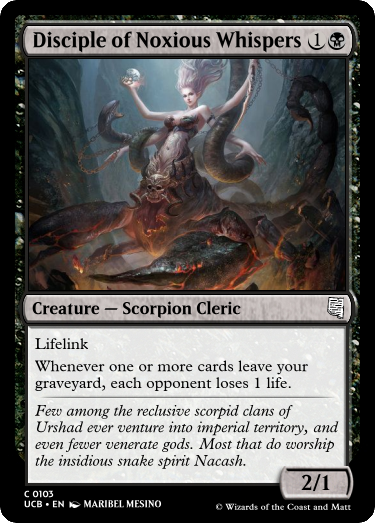 Disciple of Noxious Whispers 1
Creature — Scorpion Cleric
Lifelink
Whenever one or more cards leave your
graveyard, each opponent loses 1 life.
Few among the reclusive scorpid clans of
Urshad ever venture into imperial territory, and
even fewer venerate gods. Most that do worship
the insidious snake spirit Nacash.
2/1
C 0103
UCB • EN MARIBEL MESINO
© Wizards of the Coast and Matt